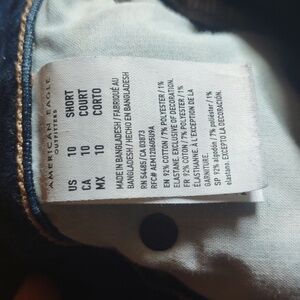 AMERICAN EAGLE
OUTFITTERS
US 10 SHORT
CA 10 COURT
MX 10 CORTO
MADE IN BANGLADESH / FABRIQUÉ AU
BANGLADESH / HECHO EN BANGLADESH
RN 54485/ CA 03873
EN 92% COTTON / 7% POLYESTER / 1%
ELASTANE. EXCLUSIVE OF DECORATION.
FR 92% COTON / 7% POLYESTER / 1%
ÉLASTHANNE. À L'EXCEPTION DE LA
GARNITURE.
SP 92% algodón 7% poliéster / 1%
elastano. EXCEPTO LA DECORACIÓN.